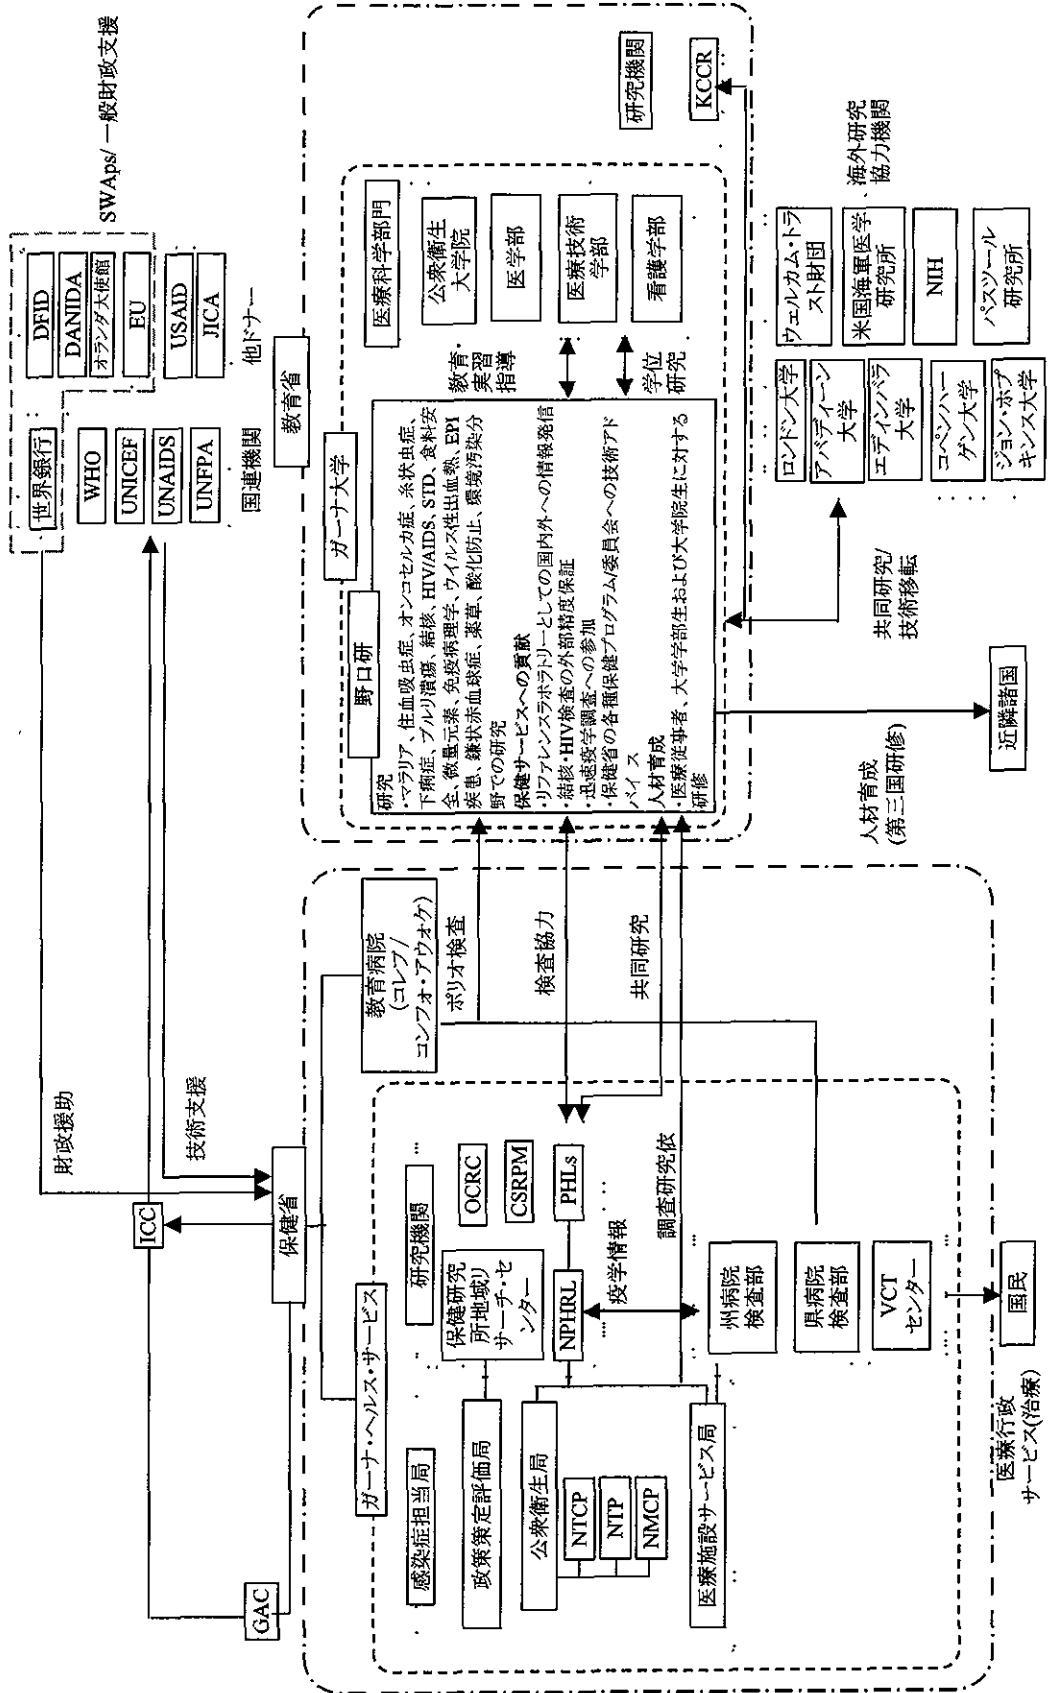 SWAps/一般財政支援
世界銀行
DFID
DANIDA
オランダ大使館
EU
WHO
UNICEF
UNAIDS
UNFPA
USAID
JICA
国連機関
他ドナー
財政援助
技術支援
GAC
ICC
保健省
教育省
ガーナ・ヘルス・サービス
教育病院
(コレブ/
コンフォ・アウォケ)
感染症担当局
研究機関
政策策定評価局
保健研究
所地域リ
サーチ・セ
ンター
OCRC
CSRPM
公衆衛生局
NTCP
NTP
NMCP
NPHRL
PHLs
疫学情報
医療施設サービス局
州病院
検査部
県病院
検査部
VCT
センター
医療行政
サービス(治療)
国民
ポリオ検査
検査協力
共同研究
調査研究依
ガーナ大学
野口研
研究
・マラリア、住血吸虫症、オンコセルカ症、糸状虫症、
下痢症、ブルリ潰瘍、結核、HIV/AIDS、STD、食料安
全、微量元素、免疫病理学、ウイルス性出血熱、EPI
疾患、鎌状赤血球症、薬草、酸化防止、環境汚染分
野での研究
保健サービスへの貢献
・リファレンスラボラトリーとしての国内外への情報発信
・結核・HIV検査の外部精度保証
・迅速疫学調査への参加
・保健省の各種保健プログラム/委員会への技術アド
バイス
人材育成
・医療従事者、大学学部生および大学院生に対する
研修
教育・
実習
指導
学位
研究
医療科学部門
公衆衛生
大学院
医学部
医療技術
学部
看護学部
研究機関
KCCR
人材育成
(第三国研修)
近隣諸国
共同研究/
技術移転
ロンドン大学
アバディーン
大学
エディンバラ
大学
コペンハー
ゲン大学
ジョン・ホプ
キンス大学
ウェルカム・トラ
スト財団
米国海軍医学
研究所
NIH
パスツール
研究所
海外研究
協力機関